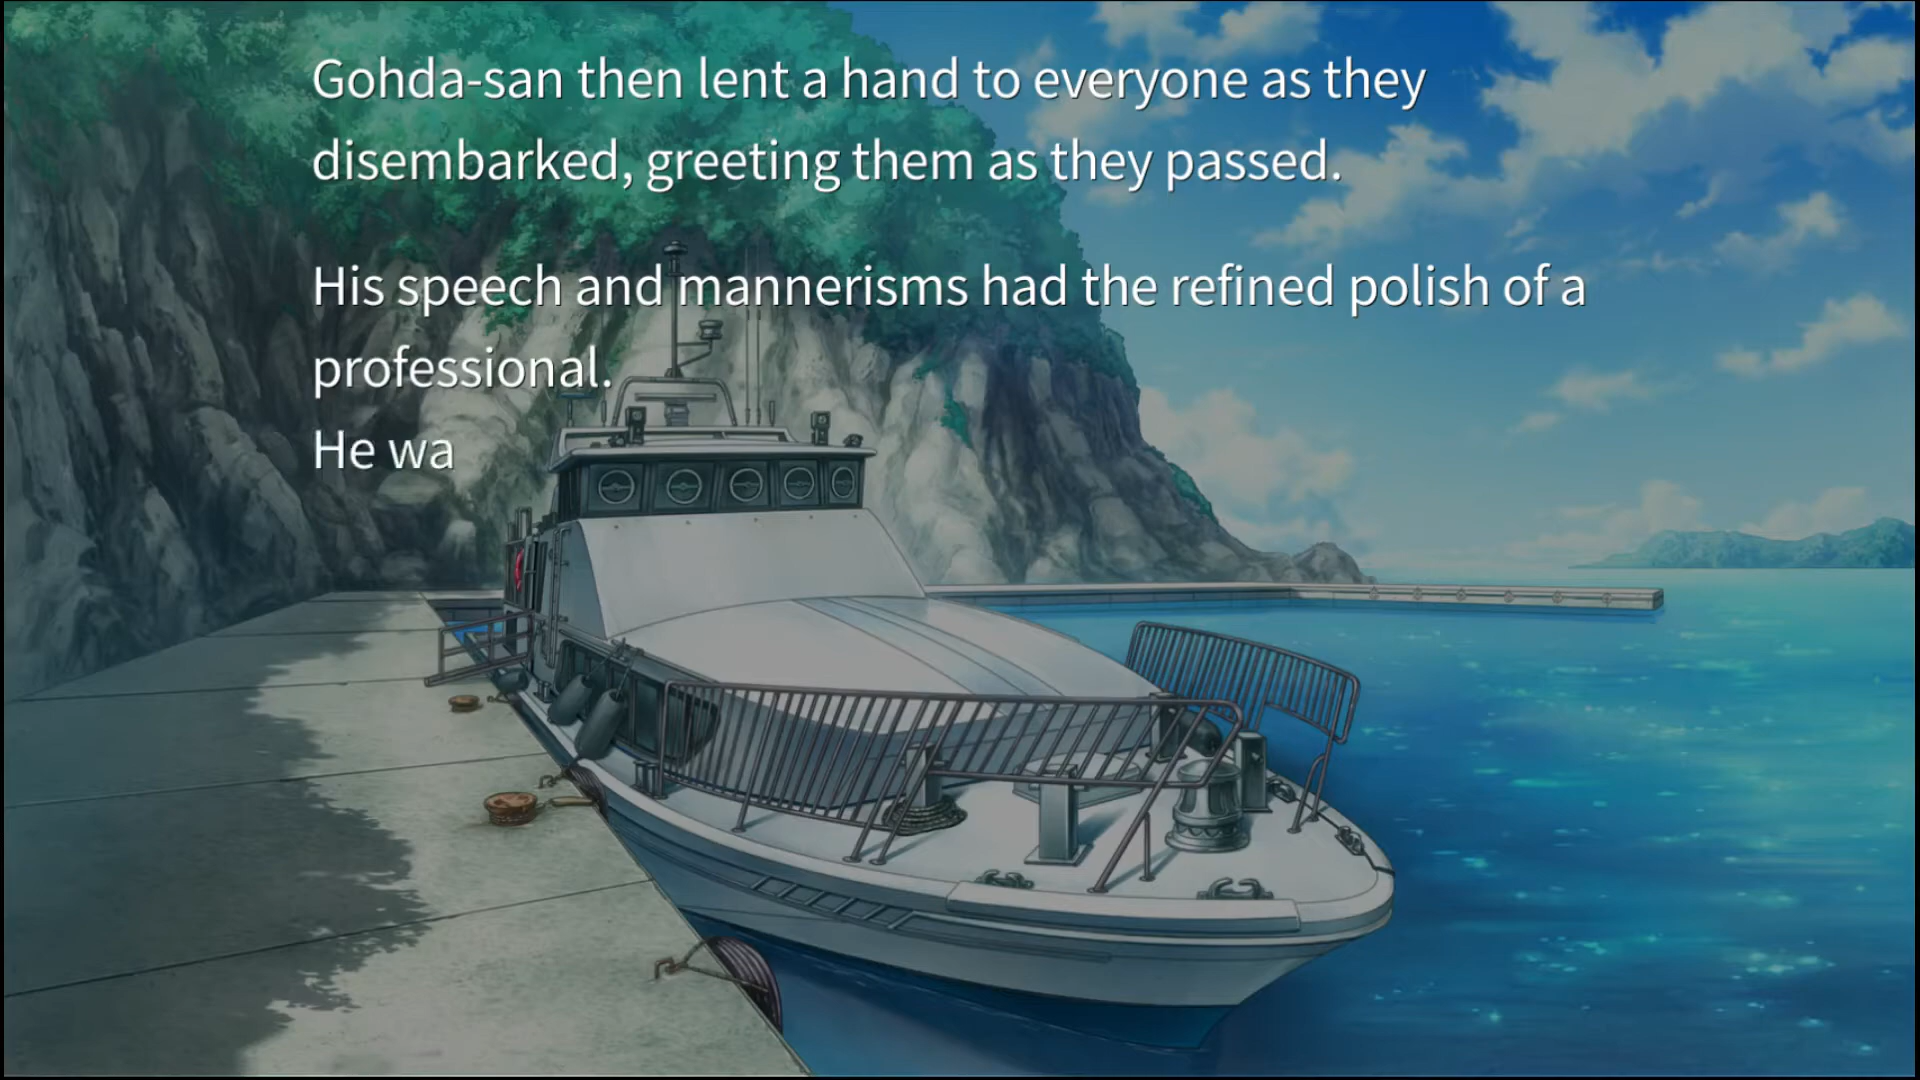 Gohda-san then lent a hand to everyone as they
disembarked, greeting them as they passed.
His speech and mannerisms had the refined polish of a
professional.
He wa